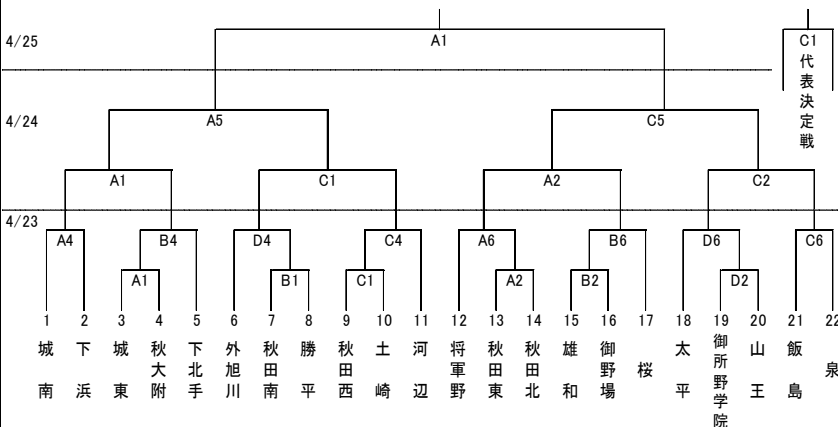 4/25
A1
C1
代表決定戦
4/24
A5
C5
A1
C1
A2
C2
4/23
A4
B4
D4
C4
A6
B6
D6
C6
A1
B1
C1
A2
B2
D2
1 2 3 4 5 6 7 8 9 10 11 12 13 14 15 16 17 18 19 20 21 22
城南
下浜
城東
秋大附
下北手
外旭川
秋田南
勝平
秋田西
土崎
河辺
将軍野
秋田東
秋田北
雄和
御野場
桜
太平
御所野学院
山王
飯島
泉